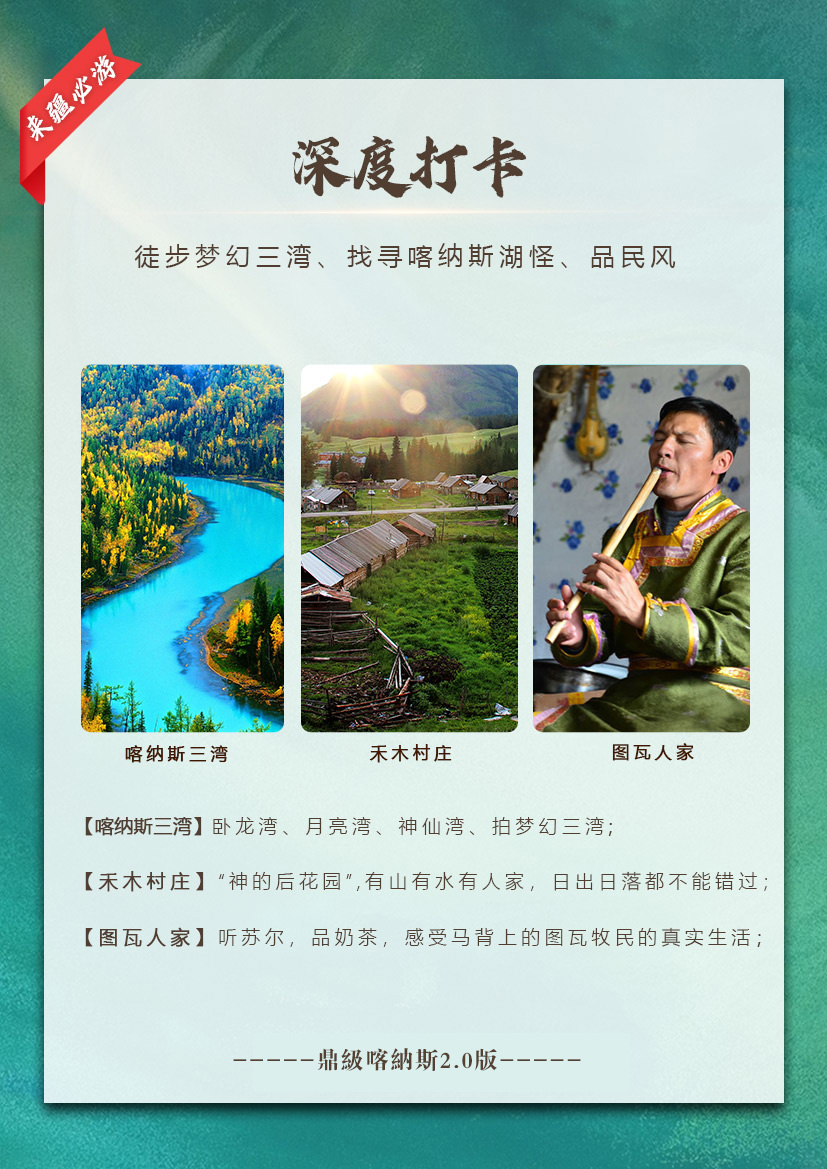 来疆必游
深度打卡
徒步梦幻三湾、找寻喀纳斯湖怪、品民风
喀纳斯三湾
禾木村庄
图瓦人家
【喀纳斯三湾】卧龙湾、月亮湾、神仙湾、拍梦幻三湾;
【禾木村庄】“神的后花园”,有山有水有人家，日出日落都不能错过;
【图瓦人家】听苏尔，品奶茶，感受马背上的图瓦牧民的真实生活;
-----鼎級喀納斯2.0版-----